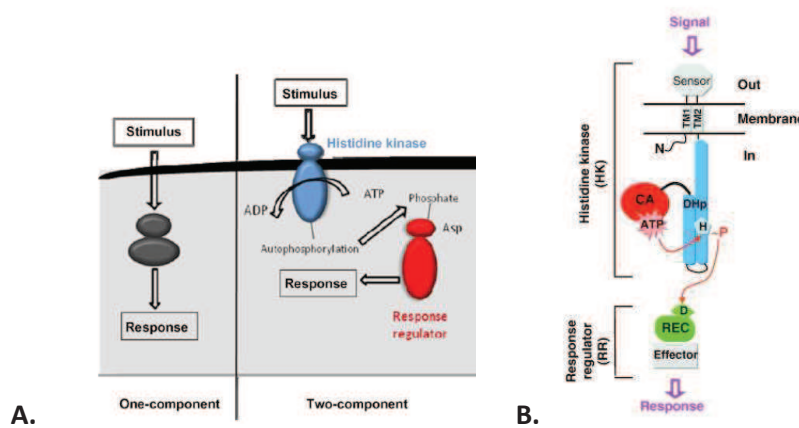 Stimulus
Response
One-component
Stimulus
Histidine kinase
ADP
ATP
Autophosphorylation
Phosphate
Asp
Response
Response
regulator
Two-component
A.
Signal
Sensor
Out
TM1
TM2
Membrane
N
In
Histidine kinase
(HK)
CA
ATP
DHp
H
P
D
REC
Effector
Response
regulator
(RR)
Response
B.